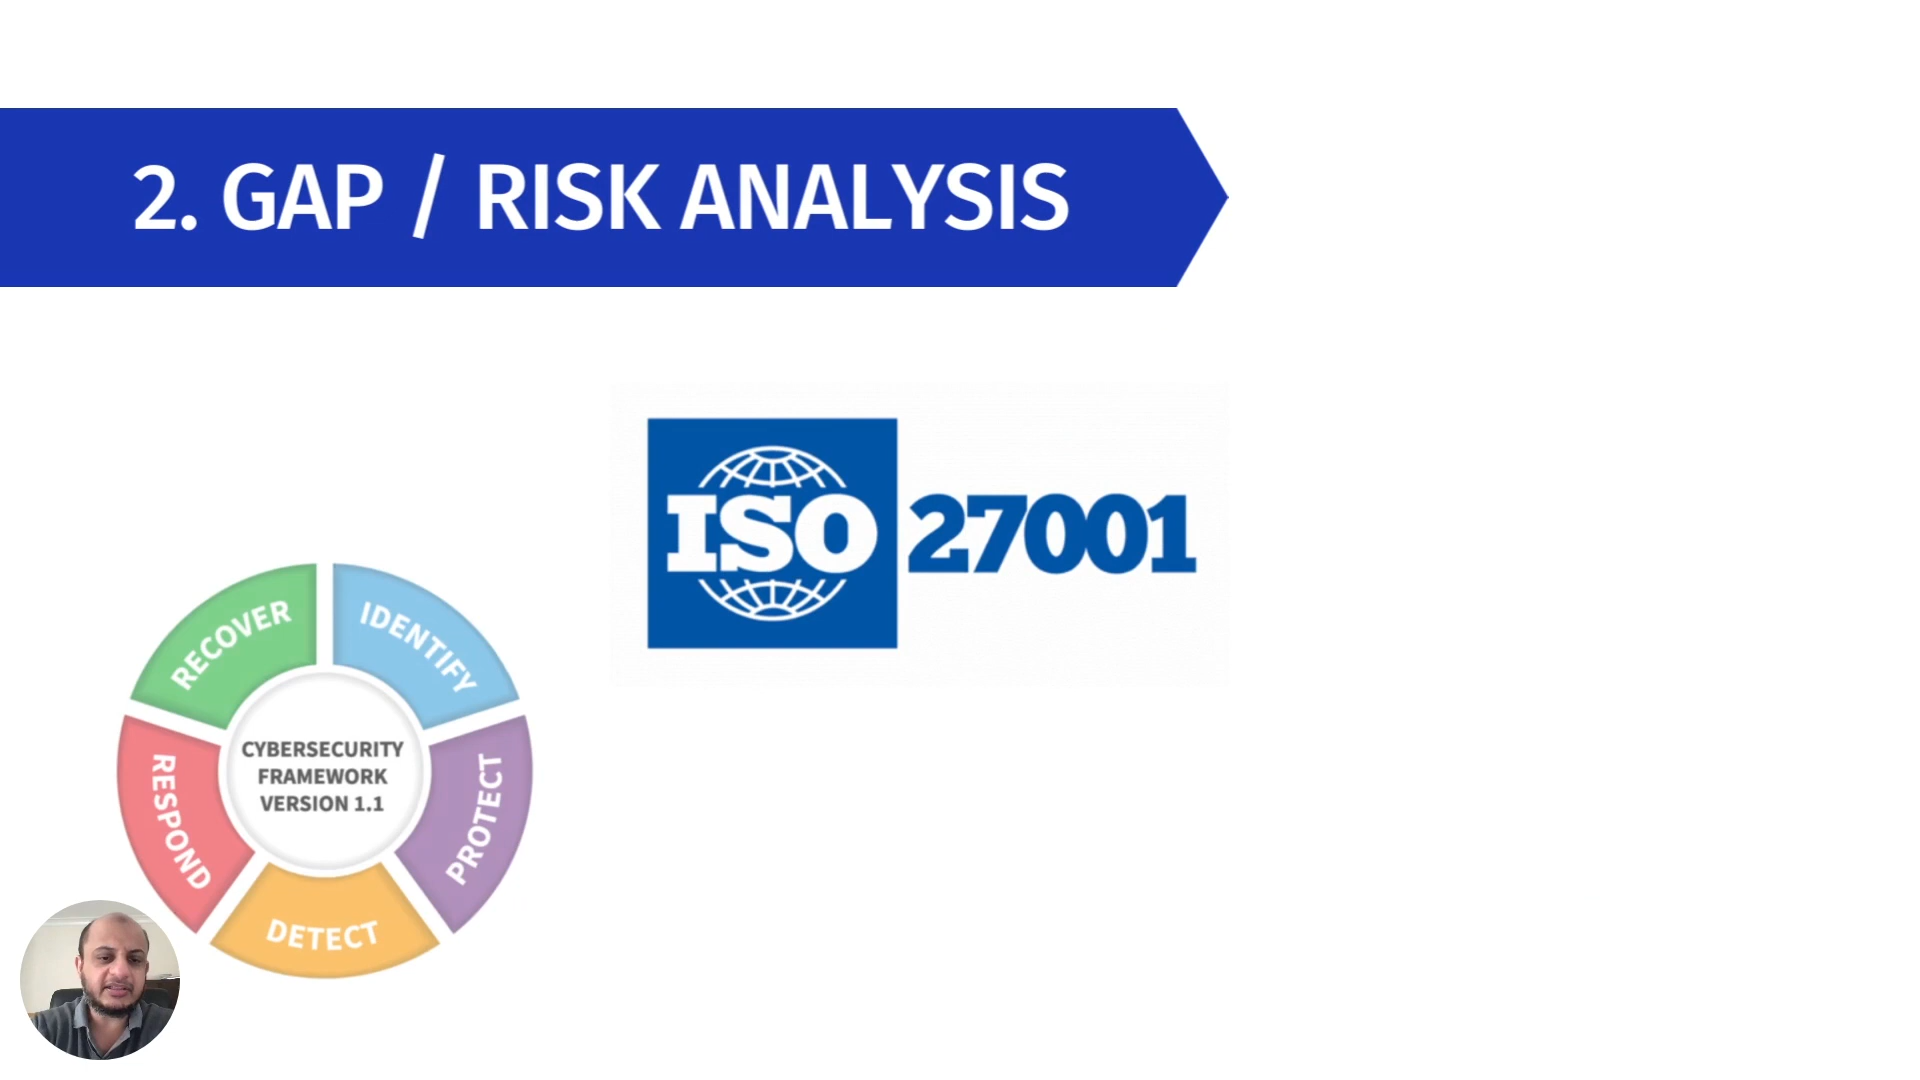 2. GAP / RISK ANALYSIS
ISO 27001
RECOVER
IDENTIFY
CYBERSECURITY
FRAMEWORK
VERSION 1.1
RESPOND
PROTECT
DETECT